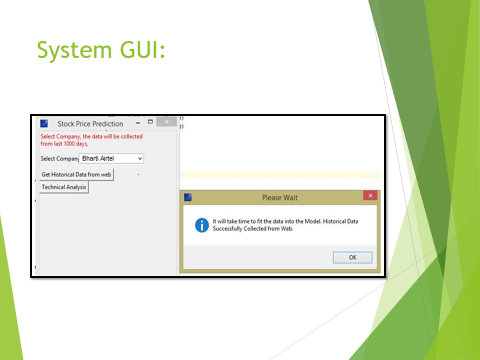 System GUI:
Stock Price Prediction
Select Company, the data will be collected
from last 1000 days,
Select Company
Bharti Airtel
Get Historical Data from web
Technical Analysis
))
))
Please Wait
It will take time to fit the data into the Model. Historical Data
Successfully Collected from Web.
OK